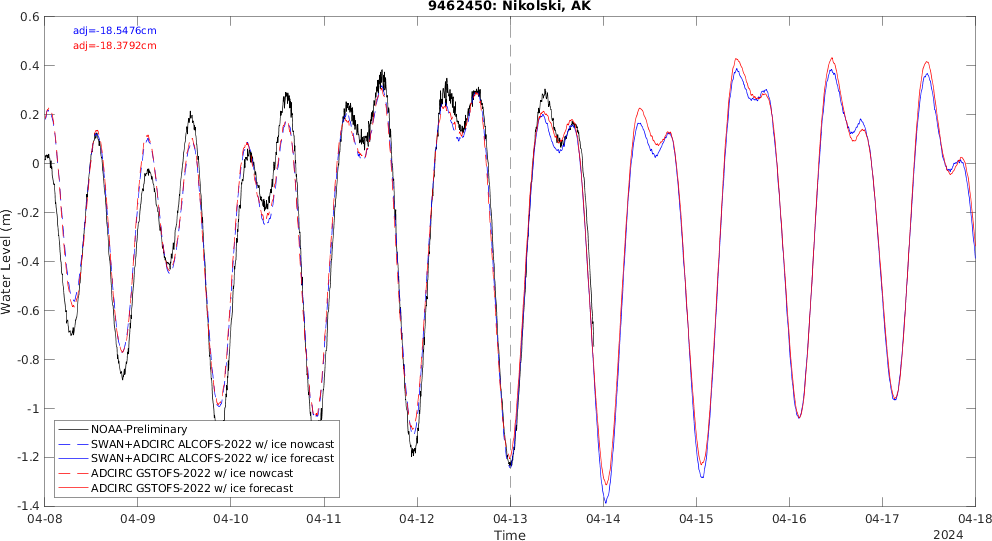 9462450: Nikolski, AK
adj=-18.5476cm
adj=-18.3792cm
0.6
0.4
0.2
0
-0.2
-0.4
-0.6
-0.8
-1
-1.2
-1.4
Water Level (m)
NOAA-Preliminary
SWAN+ADCIRC ALCOFS-2022 w/ ice nowcast
SWAN+ADCIRC ALCOFS-2022 w/ ice forecast
ADCIRC GSTOFS-2022 w/ ice nowcast
ADCIRC GSTOFS-2022 w/ ice forecast
04-08 04-09 04-10 04-11 04-12 04-13 04-14 04-15 04-16 04-17 04-18
Time
2024